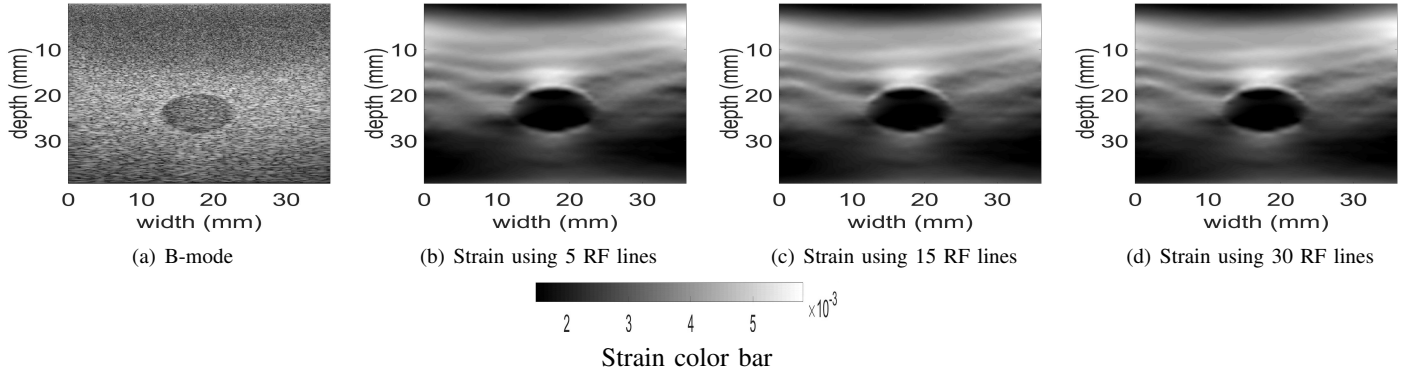 depth (mm)
10
20
30
0 10 20 30
width (mm)
(a) B-mode
depth (mm)
10
20
30
0 10 20 30
width (mm)
(b) Strain using 5 RF lines
depth (mm)
10
20
30
0 10 20 30
width (mm)
(c) Strain using 15 RF lines
depth (mm)
10
20
30
0 10 20 30
width (mm)
(d) Strain using 30 RF lines
2 3 4 5 ×10⁻³
Strain color bar